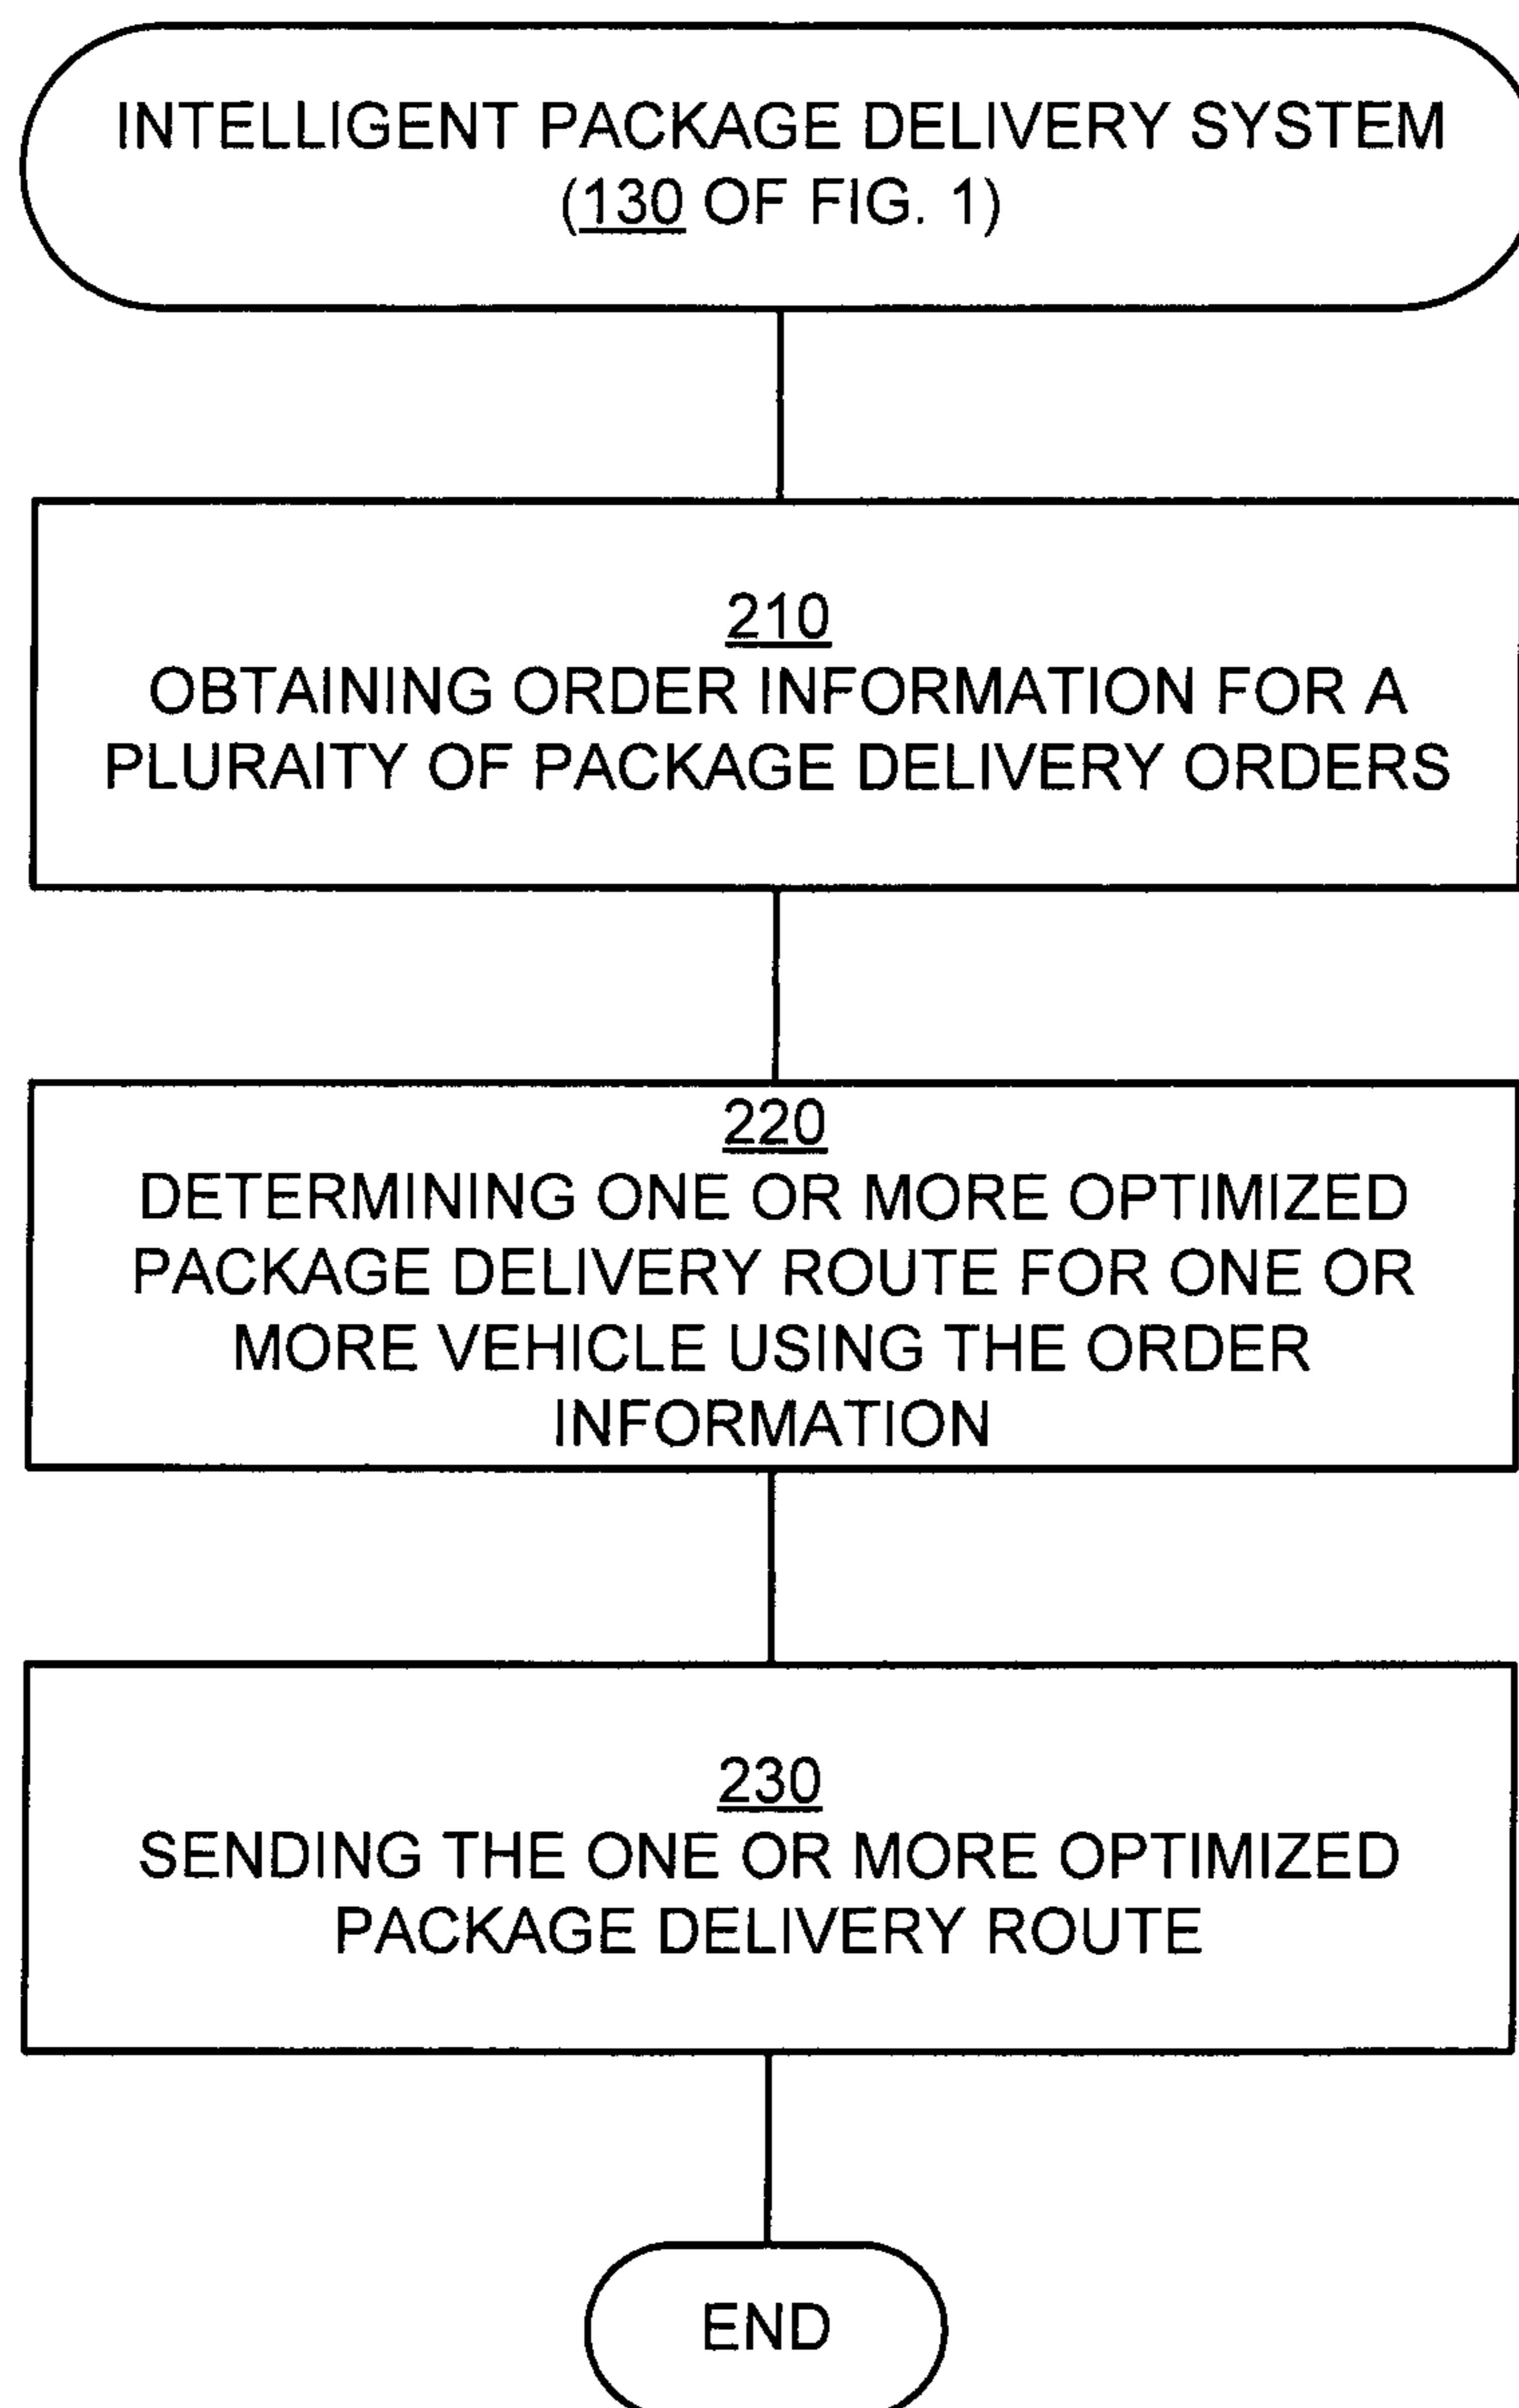 INTELLIGENT PACKAGE DELIVERY SYSTEM
(130 OF FIG. 1)
210
OBTAINING ORDER INFORMATION FOR A
PLURAITY OF PACKAGE DELIVERY ORDERS
220
DETERMINING ONE OR MORE OPTIMIZED
PACKAGE DELIVERY ROUTE FOR ONE OR
MORE VEHICLE USING THE ORDER
INFORMATION
230
SENDING THE ONE OR MORE OPTIMIZED
PACKAGE DELIVERY ROUTE
END